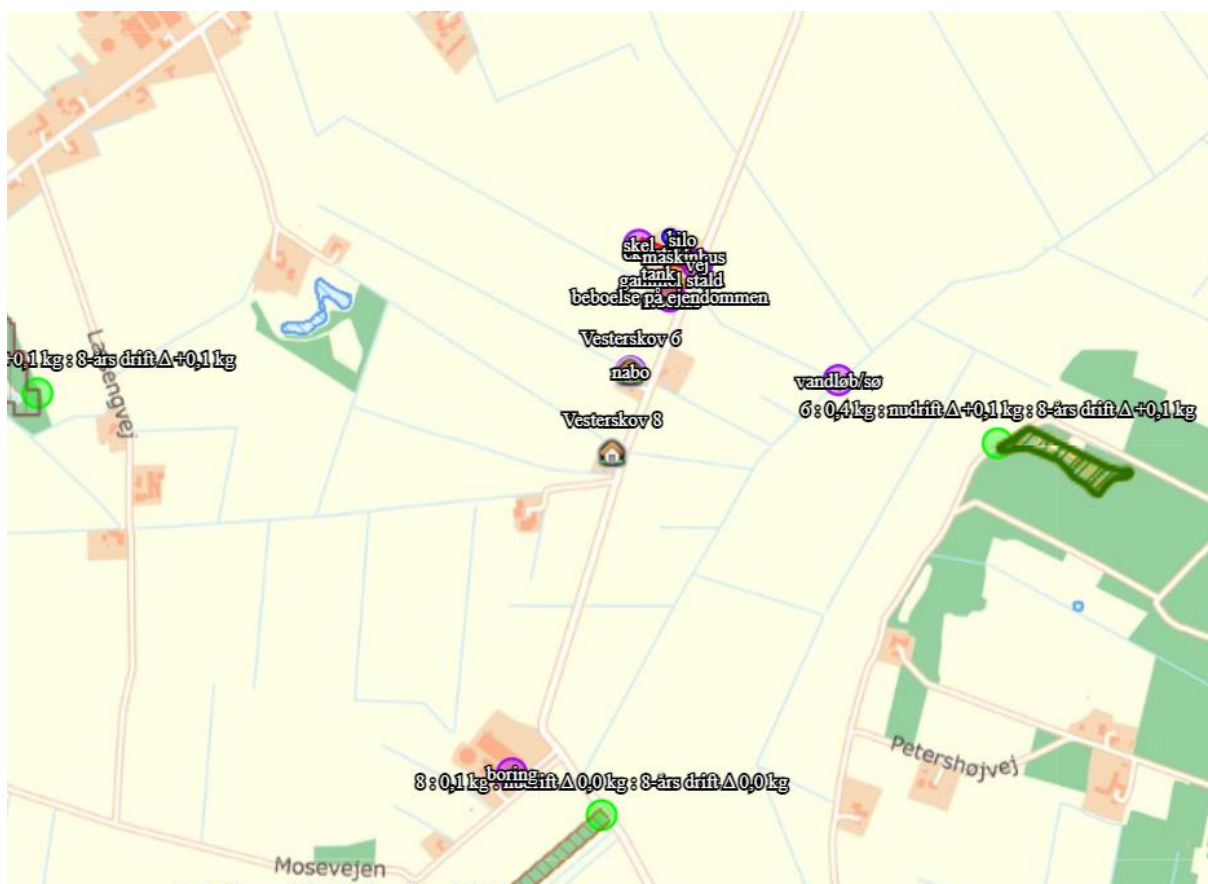 silo
skel
maskinhus
vej
tank
gammel stald
beboelse på ejendommen
Vesterskov 6
nabo
+0,1 kg : 8-års drift Δ +0,1 kg
Langengvej
vandløb/sø
6 : 0,4 kg : nudrift Δ +0,1 kg : 8-års drift Δ +0,1 kg
Vesterskov 8
Petershøjvej
boring
8 : 0,1 kg : nudrift Δ 0,0 kg : 8-års drift Δ 0,0 kg
Mosevejen